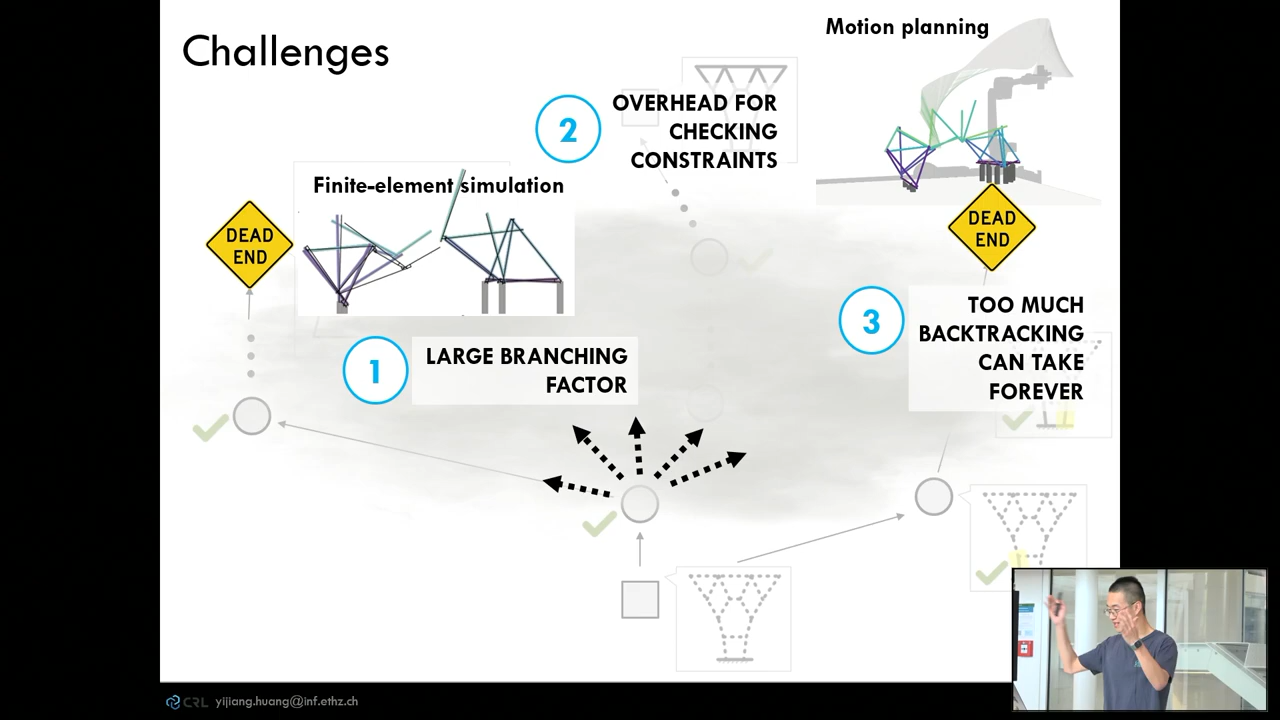 Challenges
Motion planning
2
OVERHEAD FOR
CHECKING
CONSTRAINTS
Finite-element simulation
DEAD
END
DEAD
END
1
LARGE BRANCHING
FACTOR
3
TOO MUCH
BACKTRACKING
CAN TAKE
FOREVER
CRL yijiang.huang@inf.ethz.ch